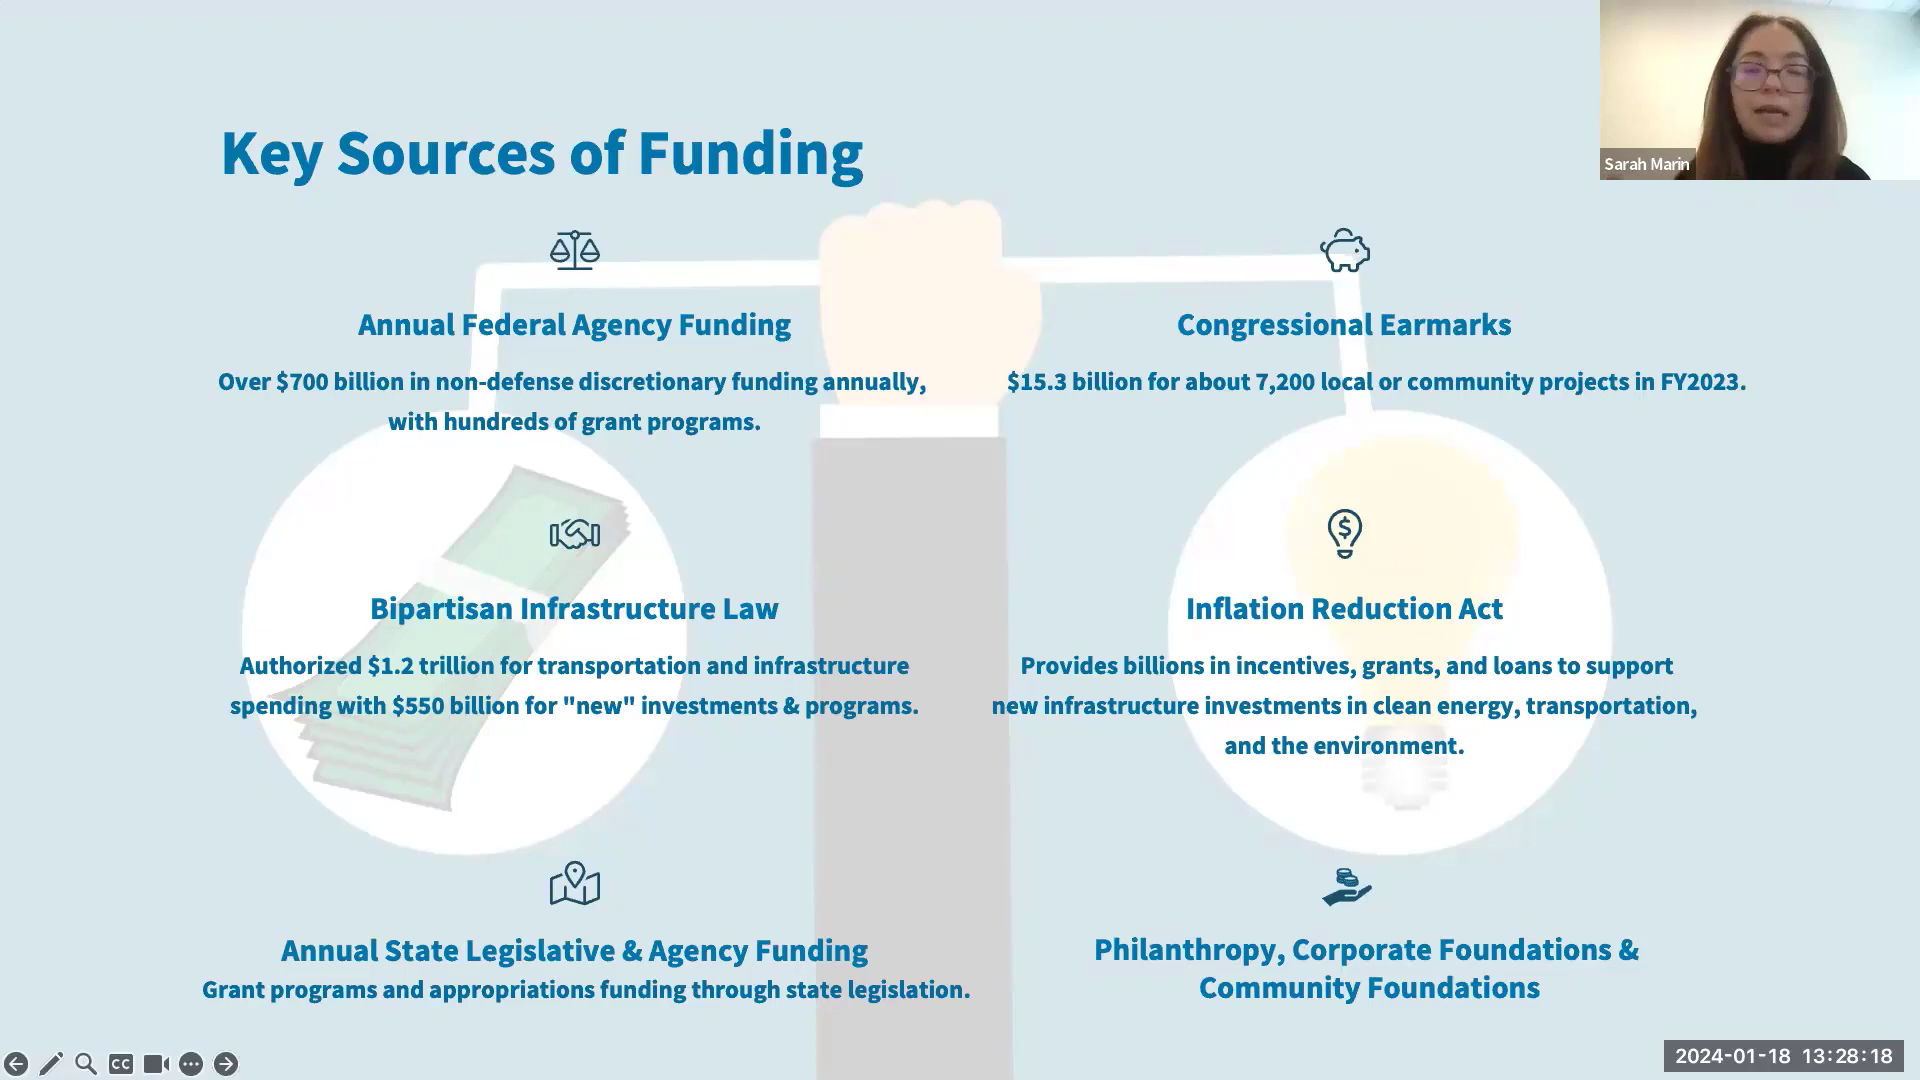 Sarah Marin
Key Sources of Funding
Annual Federal Agency Funding
Over $700 billion in non-defense discretionary funding annually,
with hundreds of grant programs.
Congressional Earmarks
$15.3 billion for about 7,200 local or community projects in FY2023.
Bipartisan Infrastructure Law
Authorized $1.2 trillion for transportation and infrastructure
spending with $550 billion for "new" investments & programs.
Inflation Reduction Act
Provides billions in incentives, grants, and loans to support
new infrastructure investments in clean energy, transportation,
and the environment.
Annual State Legislative & Agency Funding
Grant programs and appropriations funding through state legislation.
Philanthropy, Corporate Foundations &
Community Foundations
CC
2024-01-18 13:28:18